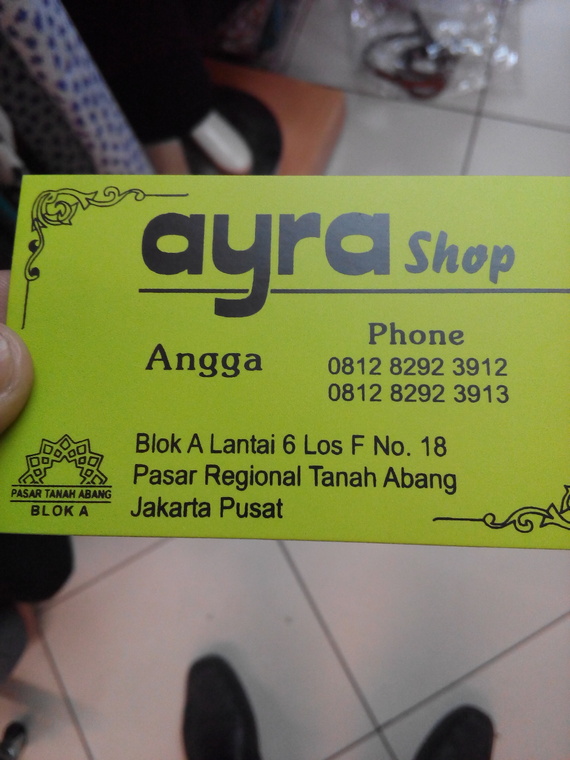 ayra Shop
Angga
Phone
0812 8292 3912
0812 8292 3913
Blok A Lantai 6 Los F No. 18
Pasar Regional Tanah Abang
Jakarta Pusat
PASAR TANAH ABANG
BLOK A